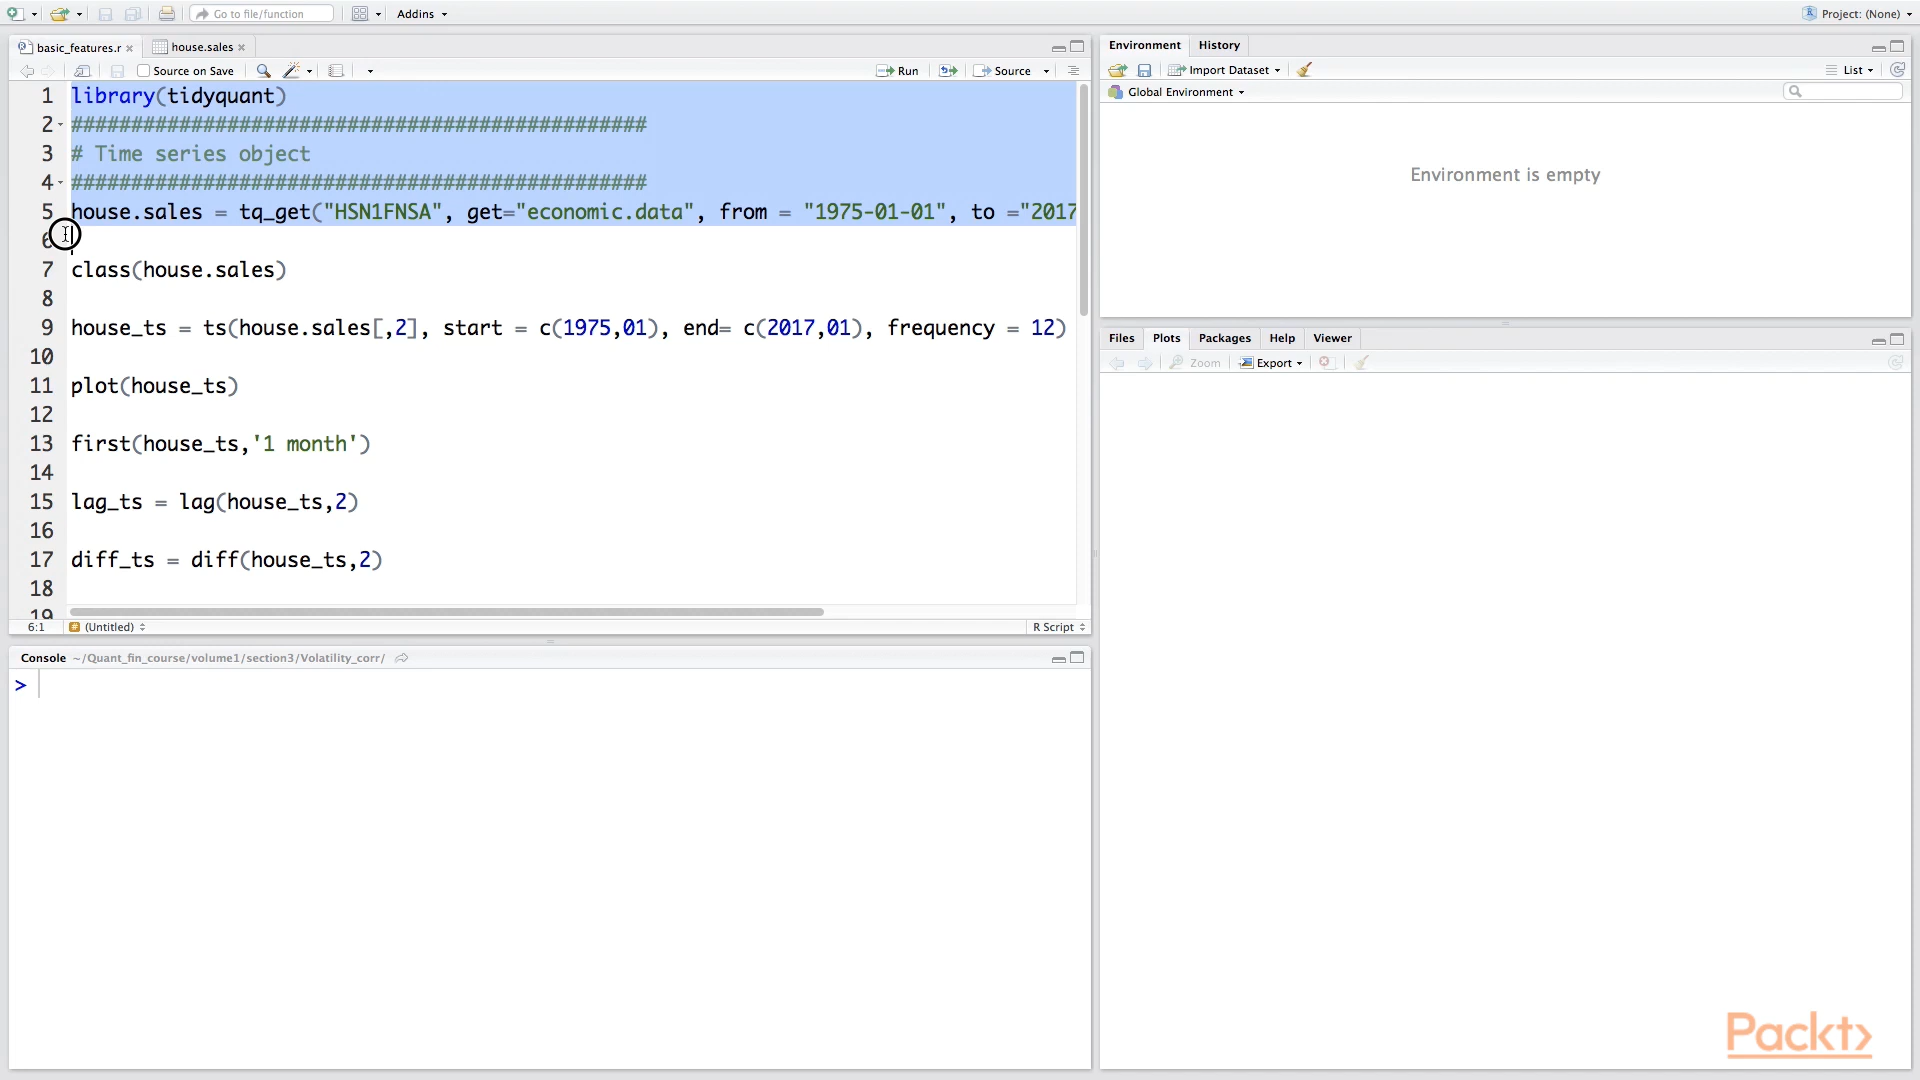 Go to file/function
Addins
Project: (None)
basic_features.r
house.sales
Source on Save
Run
Source
1 library(tidyquant)
2 ################################################
3 # Time series object
4 ################################################
5 house.sales = tq_get("HSN1FNSA", get="economic.data", from = "1975-01-01", to ="2017
6
7 class(house.sales)
8
9 house_ts = ts(house.sales[,2], start = c(1975,01), end= c(2017,01), frequency = 12)
10
11 plot(house_ts)
12
13 first(house_ts,'1 month')
14
15 lag_ts = lag(house_ts,2)
16
17 diff_ts = diff(house_ts,2)
18
19
6:1
(Untitled)
R Script
Console ~/Quant_fin_course/volume1/section3/Volatility_corr/
>
Environment
History
Import Dataset
List
Global Environment
Environment is empty
Files
Plots
Packages
Help
Viewer
Zoom
Export
Packt>